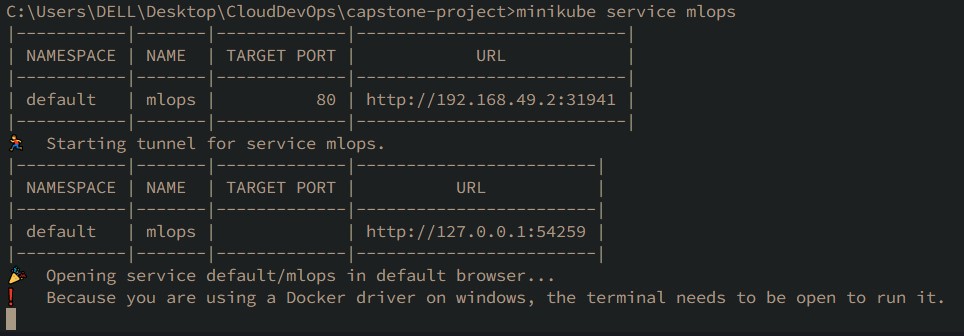 C:\Users\DELL\Desktop\CloudDevOps\capstone-project>minikube service mlops
|-----------|-------|-------------|---------------------------|
| NAMESPACE | NAME  | TARGET PORT |            URL            |
|-----------|-------|-------------|---------------------------|
| default   | mlops |          80 | http://192.168.49.2:31941 |
|-----------|-------|-------------|---------------------------|
🏃  Starting tunnel for service mlops.
|-----------|-------|-------------|------------------------|
| NAMESPACE | NAME  | TARGET PORT |          URL           |
|-----------|-------|-------------|------------------------|
| default   | mlops |             | http://127.0.0.1:54259 |
|-----------|-------|-------------|------------------------|
🎉  Opening service default/mlops in default browser...
❗  Because you are using a Docker driver on windows, the terminal needs to be open to run it.